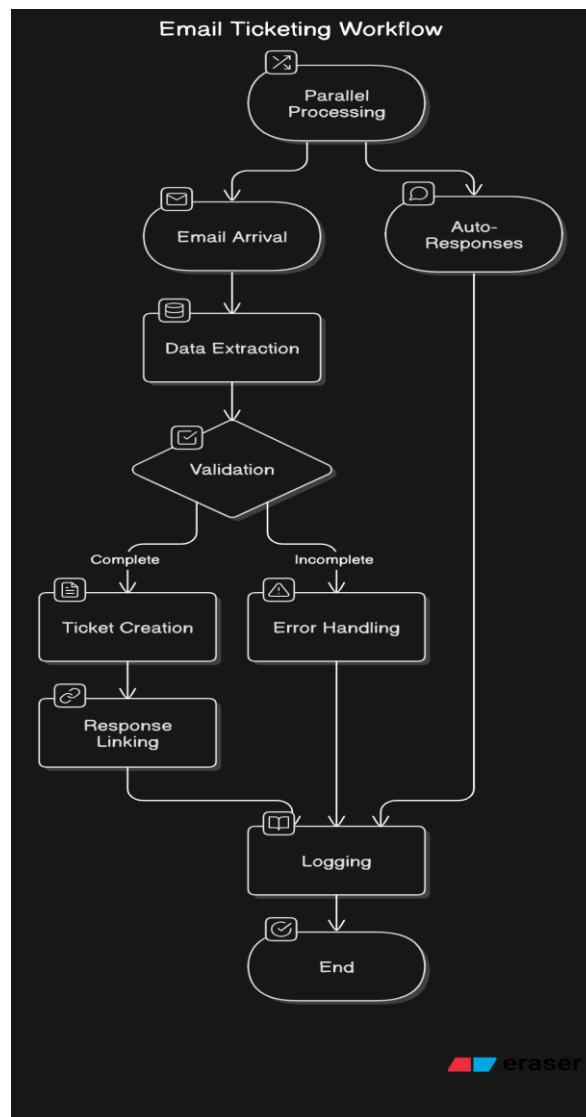 Email Ticketing Workflow
Parallel
Processing
Email Arrival
Auto-
Responses
Data Extraction
Validation
Complete
Incomplete
Ticket Creation
Error Handling
Response
Linking
Logging
End
eraser